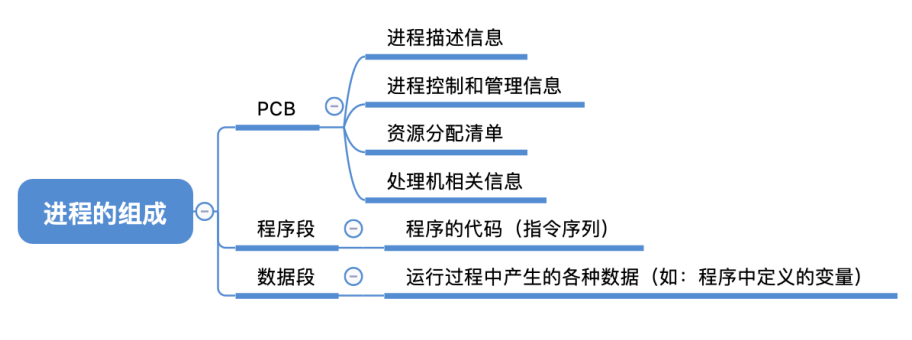 进程的组成
PCB
进程描述信息
进程控制和管理信息
资源分配清单
处理机相关信息
程序段
程序的代码（指令序列）
数据段
运行过程中产生的各种数据（如：程序中定义的变量）